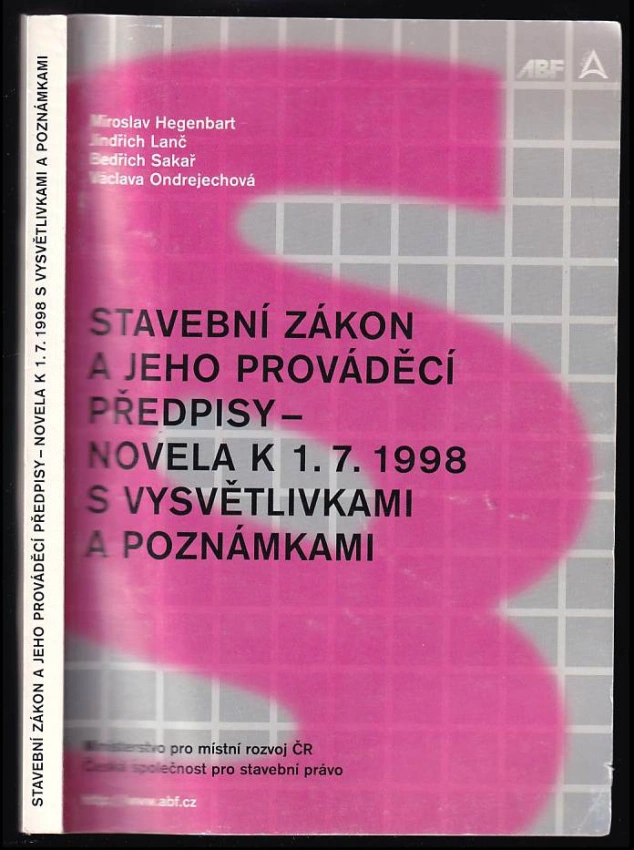 STAVEBNÍ ZÁKON A JEHO PROVÁDĚCÍ PŘEDPISY – NOVELA K 1. 7. 1998 S VYSVĚTLIVKAMI A POZNÁMKAMI
ABF
Miroslav Hegenbart
Jindřich Lanč
Bedřich Sakař
Václava Ondrejechová
STAVEBNÍ ZÁKON
A JEHO PROVÁDĚCÍ
PŘEDPISY –
NOVELA K 1. 7. 1998
S VYSVĚTLIVKAMI
A POZNÁMKAMI
Ministerstvo pro místní rozvoj ČR
Česká společnost pro stavební právo
http://www.abf.cz